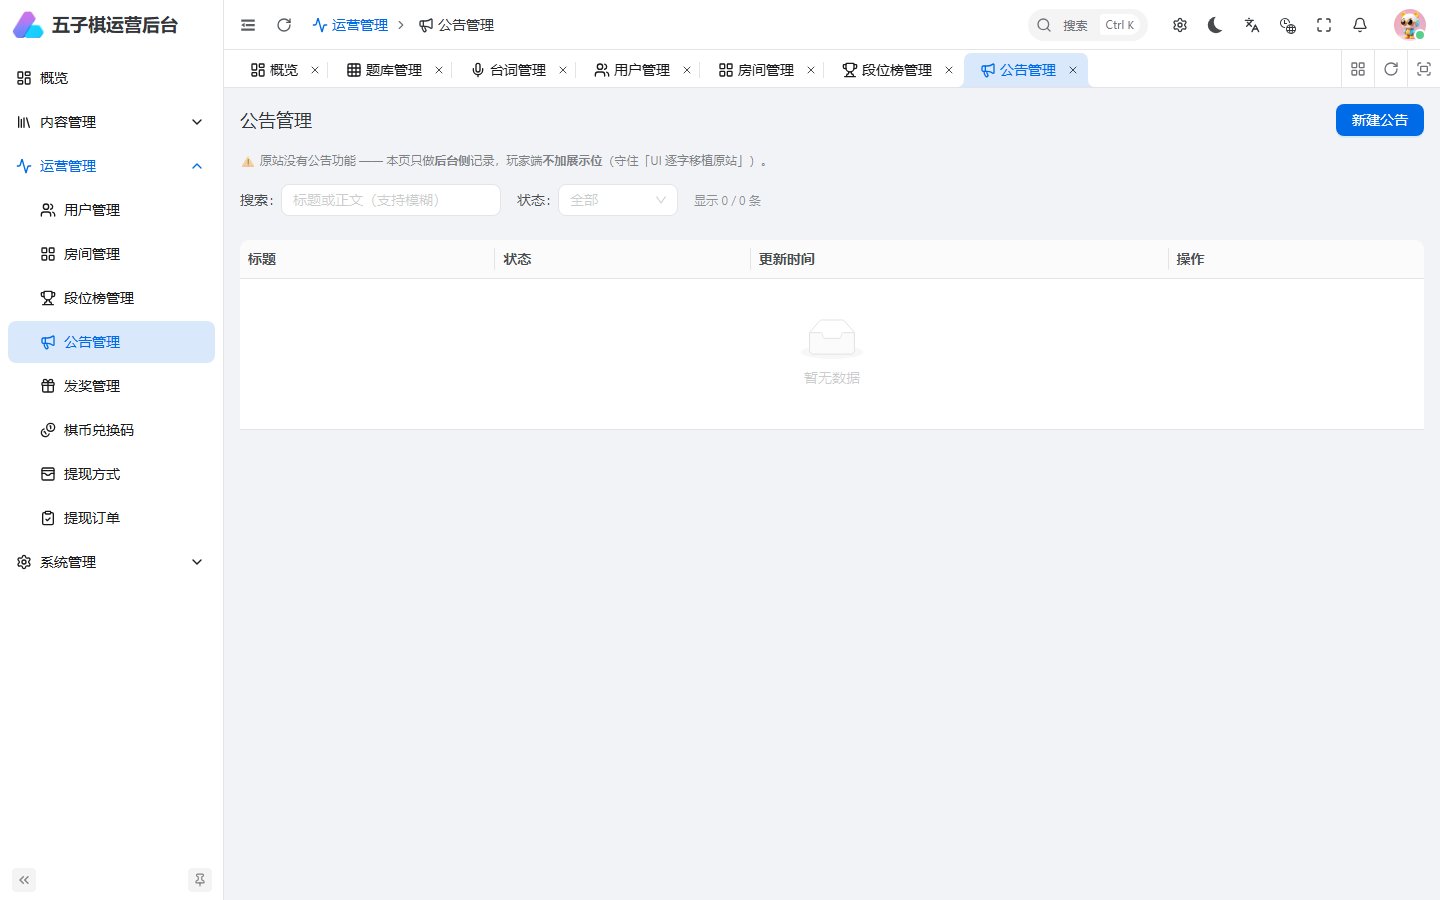 五子棋运营后台
运营管理
公告管理
搜索 Ctrl K
概览
题库管理
台词管理
用户管理
房间管理
段位榜管理
公告管理
概览
内容管理
运营管理
用户管理
房间管理
段位榜管理
公告管理
发奖管理
棋币兑换码
提现方式
提现订单
系统管理
公告管理
新建公告
原站没有公告功能 —— 本页只做后台侧记录，玩家端不加展示位（守住「UI 逐字移植原站」）。
搜索： 标题或正文（支持模糊） 状态： 全部 显示 0 / 0 条
标题 状态 更新时间 操作
暂无数据